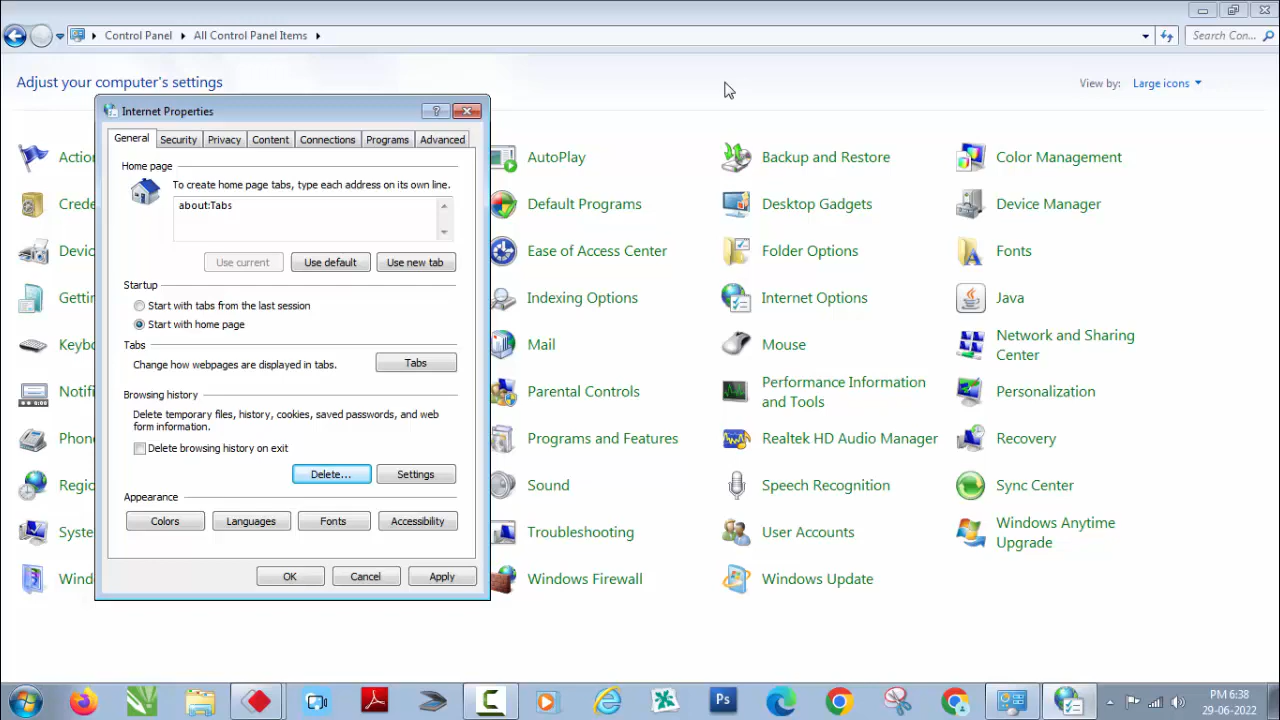 Control Panel
All Control Panel Items
Search Con...
Adjust your computer's settings
View by:
Large icons
Internet Properties
?
General
Security
Privacy
Content
Connections
Programs
Advanced
Home page
To create home page tabs, type each address on its own line.
about:Tabs
Use current
Use default
Use new tab
Startup
Start with tabs from the last session
Start with home page
Tabs
Change how webpages are displayed in tabs.
Tabs
Browsing history
Delete temporary files, history, cookies, saved passwords, and web
form information.
Delete browsing history on exit
Delete...
Settings
Appearance
Colors
Languages
Fonts
Accessibility
OK
Cancel
Apply
Action
AutoPlay
Backup and Restore
Color Management
Crede
Default Programs
Desktop Gadgets
Device Manager
Devic
Ease of Access Center
Folder Options
Fonts
Getti
Indexing Options
Internet Options
Java
Keybo
Mail
Mouse
Network and Sharing
Center
Notifi
Parental Controls
Performance Information
and Tools
Personalization
Phon
Programs and Features
Realtek HD Audio Manager
Recovery
Regio
Sound
Speech Recognition
Sync Center
Syste
Troubleshooting
User Accounts
Windows Anytime
Upgrade
Wind
Windows Firewall
Windows Update
Ps
PM 6:38
29-06-2022